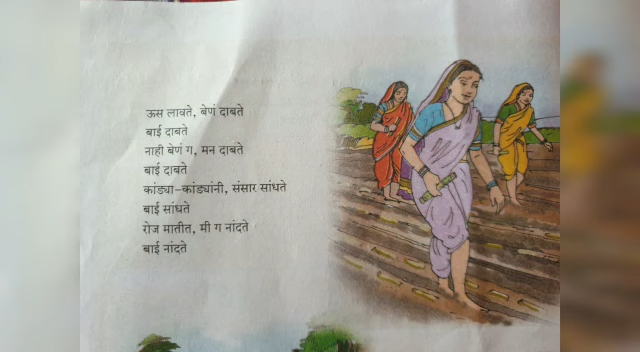 ऊस लावते, बेणं दाबते
बाई दाबते
नाही बेणं ग, मन दाबते
बाई दाबते
कांड्या–कांड्यांनी, संसार सांधते
बाई सांधते
रोज मातीत, मी ग नांदते
बाई नांदते